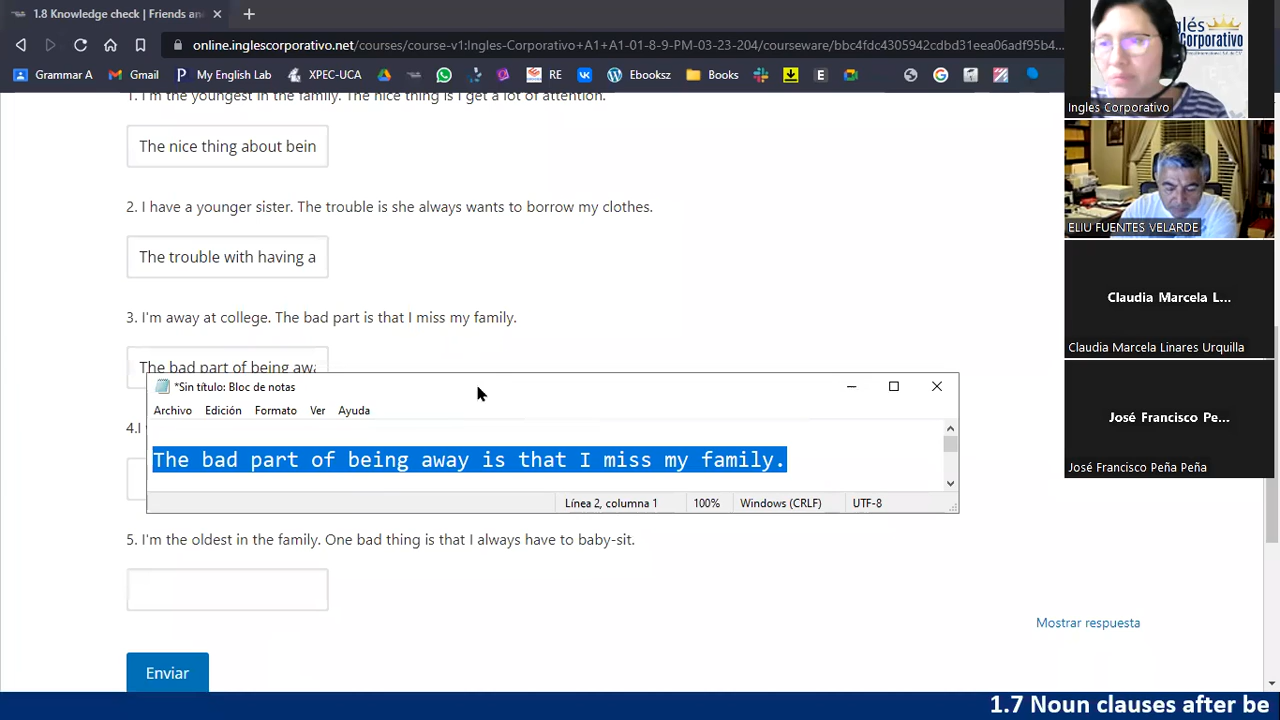 1.8 Knowledge check | Friends an
online.inglescorporativo.net/courses/course-v1:Ingles-Corporativo+A1+A1-01-8-9-PM-03-23-204/courseware/bbc4fdc4305942cdbd31eea06adf95b4...
Grammar A
Gmail
My English Lab
XPEC-UCA
RE
Ebooksz
Books
1. I'm the youngest in the family. The nice thing is I get a lot of attention.
The nice thing about bein
2. I have a younger sister. The trouble is she always wants to borrow my clothes.
The trouble with having a
3. I'm away at college. The bad part is that I miss my family.
The bad part of being awa
*Sin título: Bloc de notas
Archivo Edición Formato Ver Ayuda
4.I
The bad part of being away is that I miss my family.
Línea 2, columna 1 100% Windows (CRLF) UTF-8
5. I'm the oldest in the family. One bad thing is that I always have to baby-sit.
Mostrar respuesta
Enviar
Inglés
Corporativo
Ingles Corporativo
ELIU FUENTES VELARDE
Claudia Marcela L...
Claudia Marcela Linares Urquilla
José Francisco Pe...
José Francisco Peña Peña
1.7 Noun clauses after be